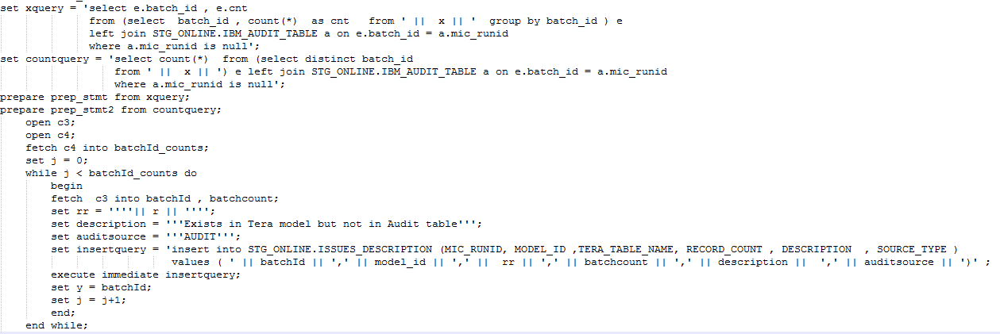 set xquery = 'select e.batch_id , e.cnt
from (select batch_id , count(*) as cnt from ' || x || ' group by batch_id ) e
left join STG_ONLINE.IBM_AUDIT_TABLE a on e.batch_id = a.mic_runid
where a.mic_runid is null';
set countquery = 'select count(*) from (select distinct batch_id
from ' || x || ') e left join STG_ONLINE.IBM_AUDIT_TABLE a on e.batch_id = a.mic_runid
where a.mic_runid is null';
prepare prep_stmt from xquery;
prepare prep_stmt2 from countquery;
open c3;
open c4;
fetch c4 into batchId_counts;
set j = 0;
while j < batchId_counts do
begin
fetch c3 into batchId , batchcount;
set rr = ''''|| r || '''';
set description = '''Exists in Tera model but not in Audit table''';
set auditsource = '''AUDIT''';
set insertquery = 'insert into STG_ONLINE.ISSUES_DESCRIPTION (MIC_RUNID, MODEL_ID ,TERA_TABLE_NAME, RECORD_COUNT , DESCRIPTION , SOURCE_TYPE )
values ( ' || batchId || ',' || model_id || ',' || rr || ',' || batchcount || ',' || description || ',' || auditsource || ')' ;
execute immediate insertquery;
set y = batchId;
set j = j+1;
end;
end while;